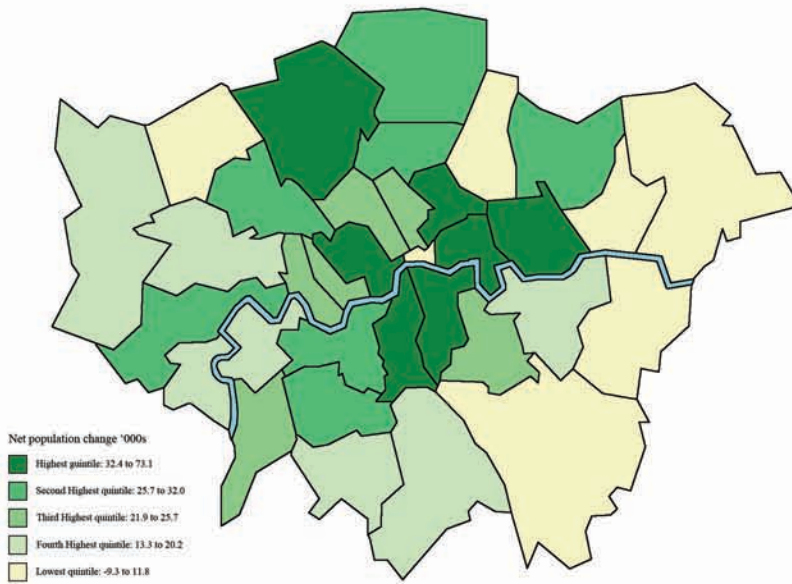 Net population change '000s
Highest quintile: 32.4 to 73.1
Second Highest quintile: 25.7 to 32.0
Third Highest quintile: 21.9 to 25.7
Fourth Highest quintile: 13.3 to 20.2
Lowest quintile: -9.3 to 11.8